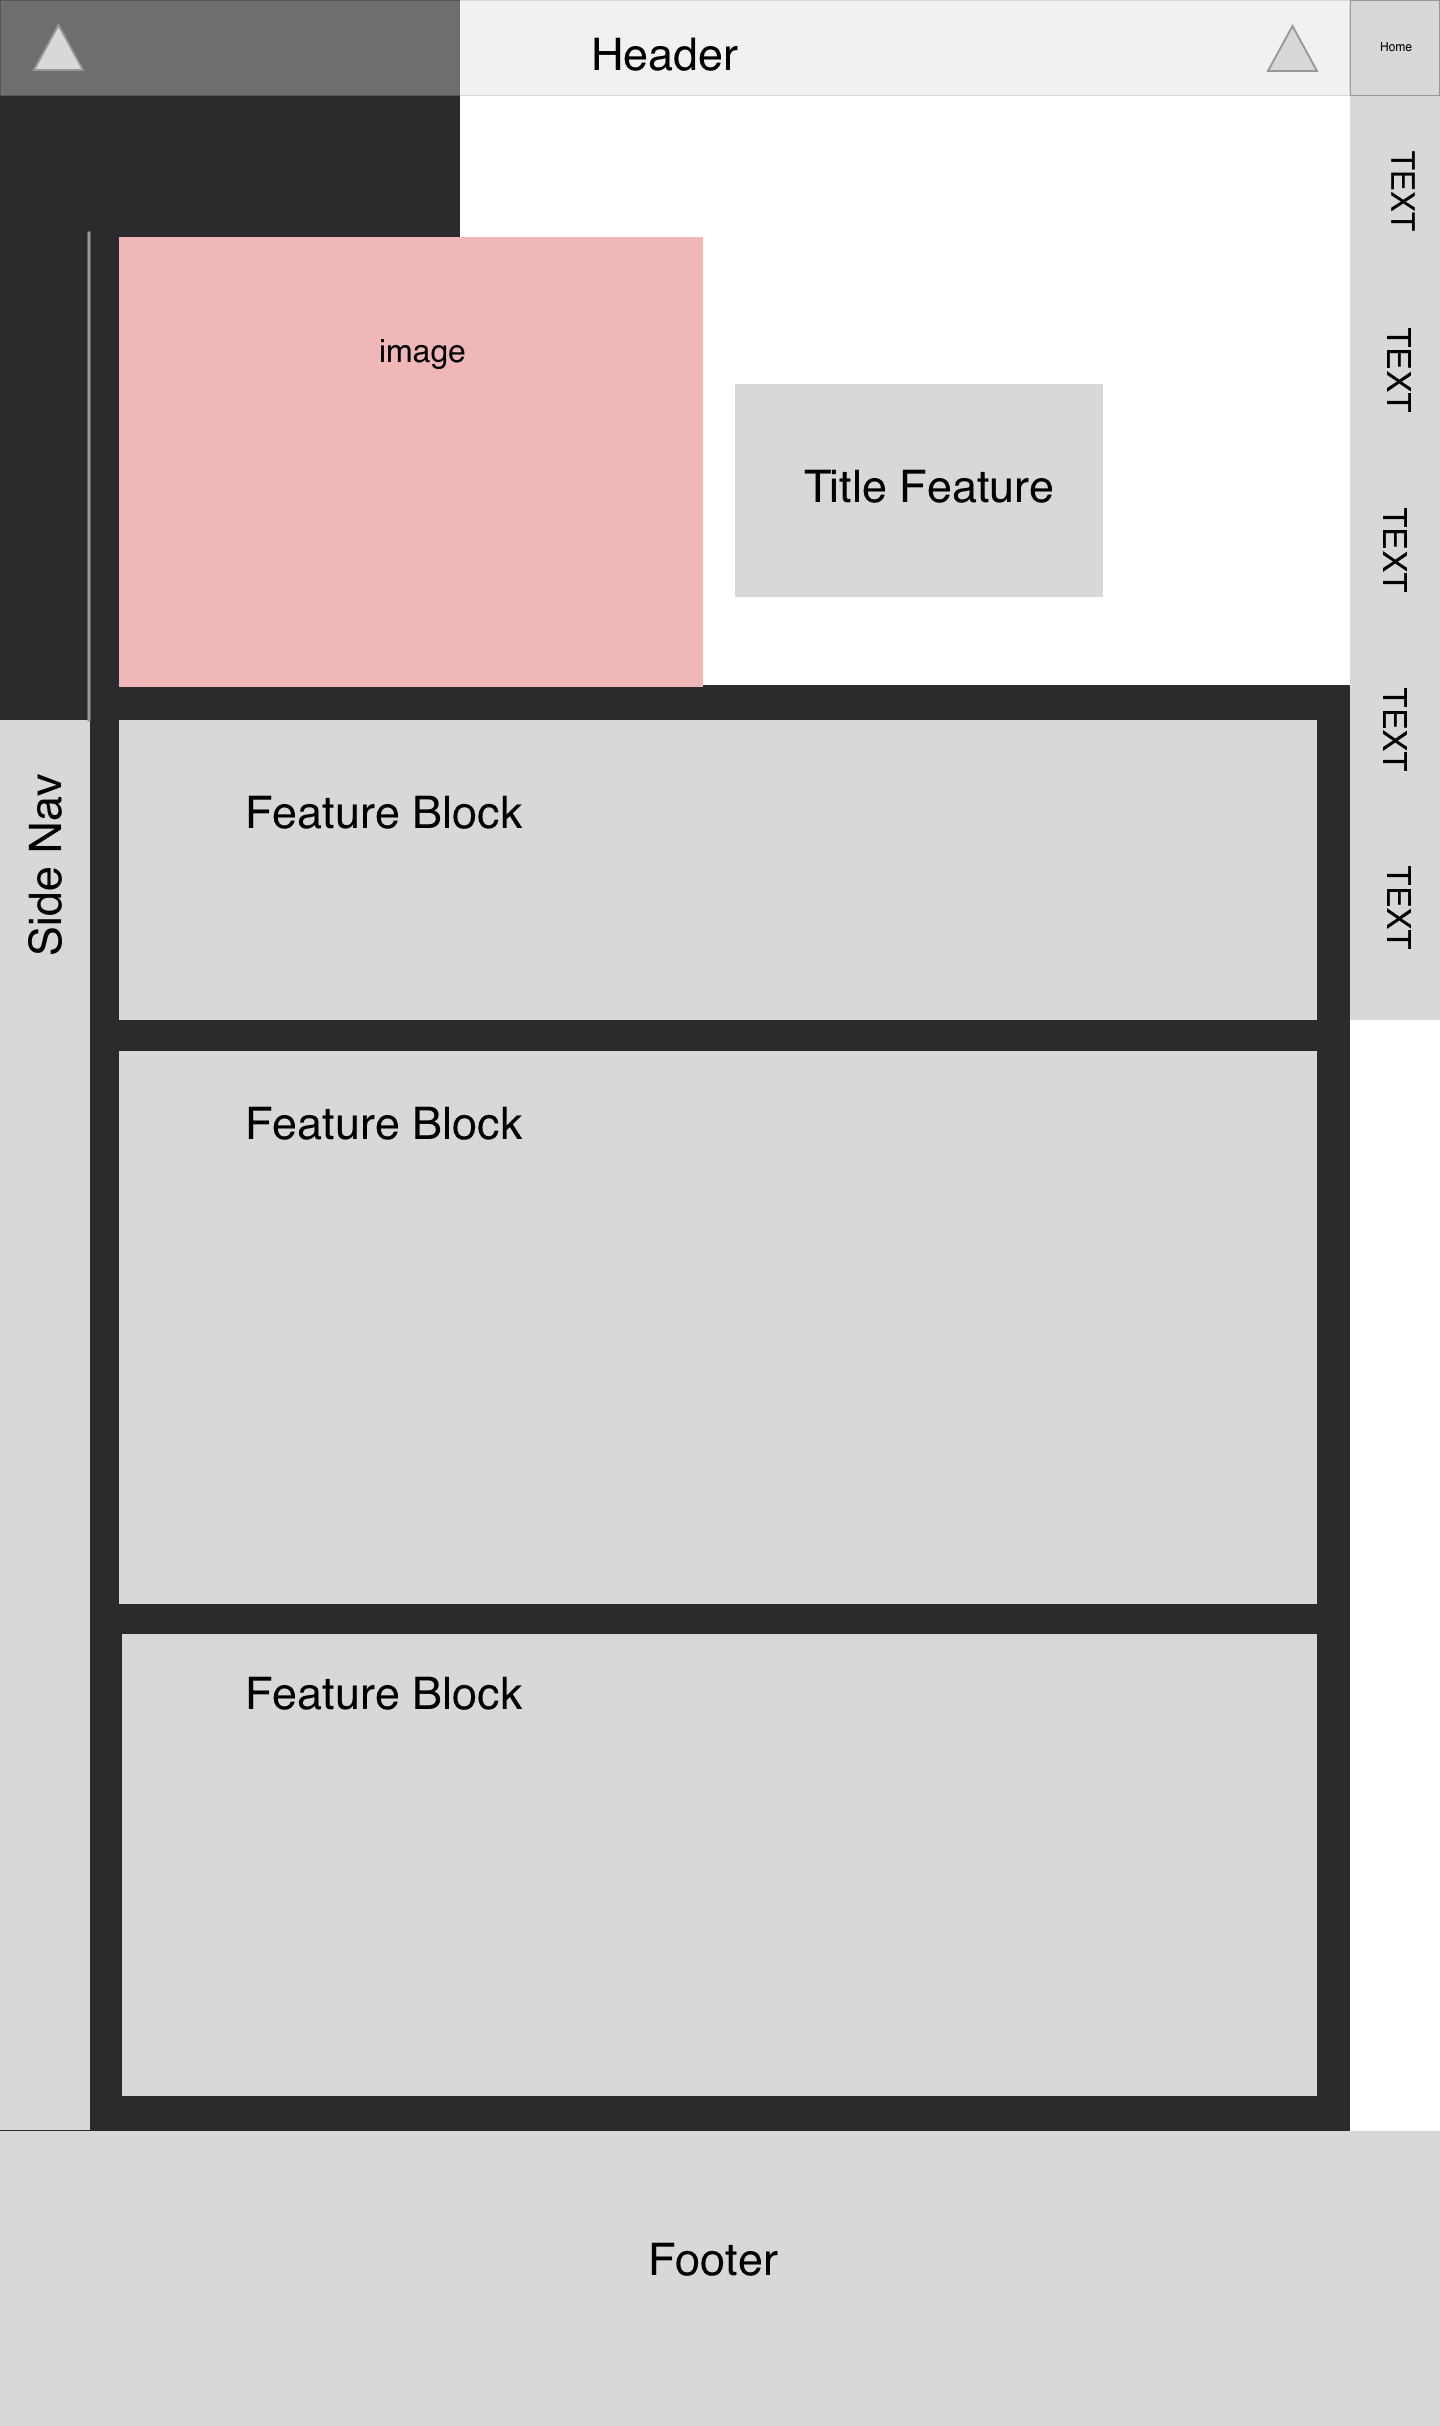 Header
Home
TEXT
TEXT
TEXT
TEXT
TEXT
image
Title Feature
Side Nav
Feature Block
Feature Block
Feature Block
Footer